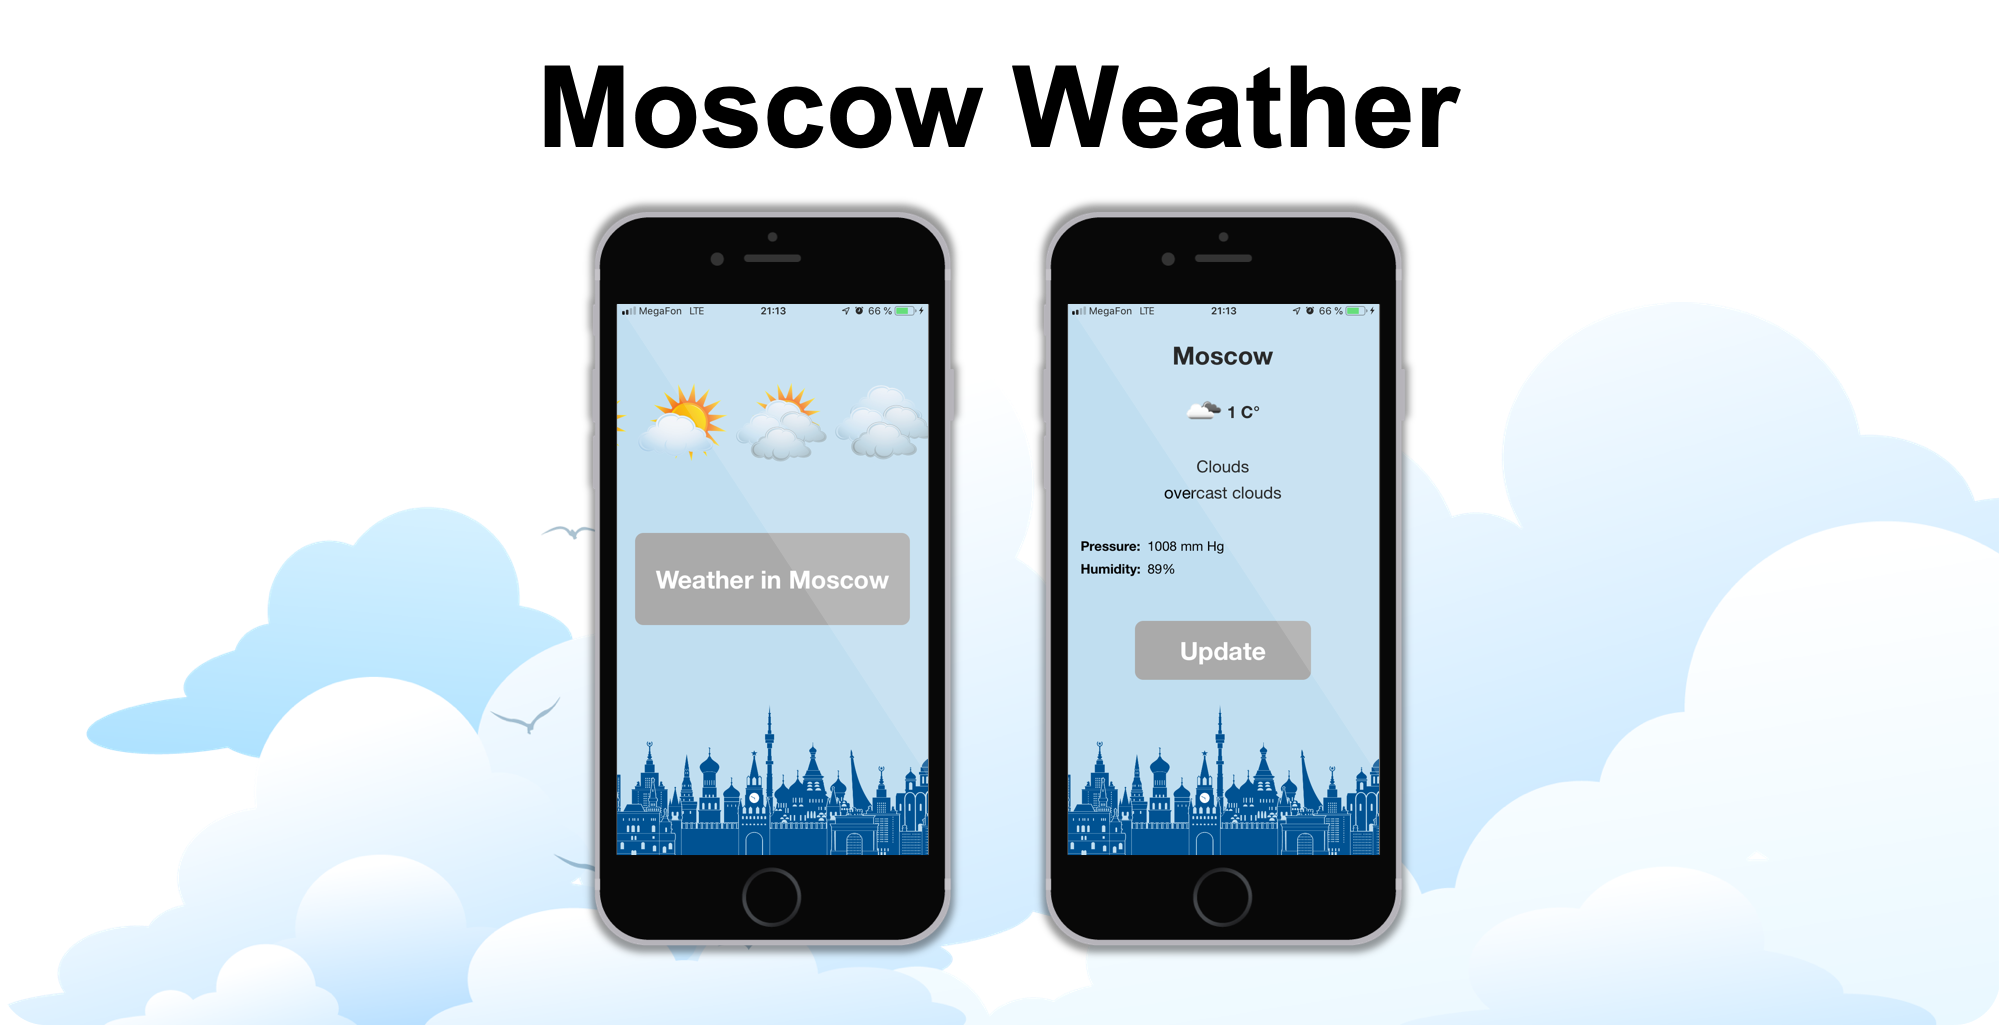 Moscow Weather
MegaFon LTE 21:13 66 %
Weather in Moscow
MegaFon LTE 21:13 66 %
Moscow
1 C°
Clouds
overcast clouds
Pressure: 1008 mm Hg
Humidity: 89%
Update